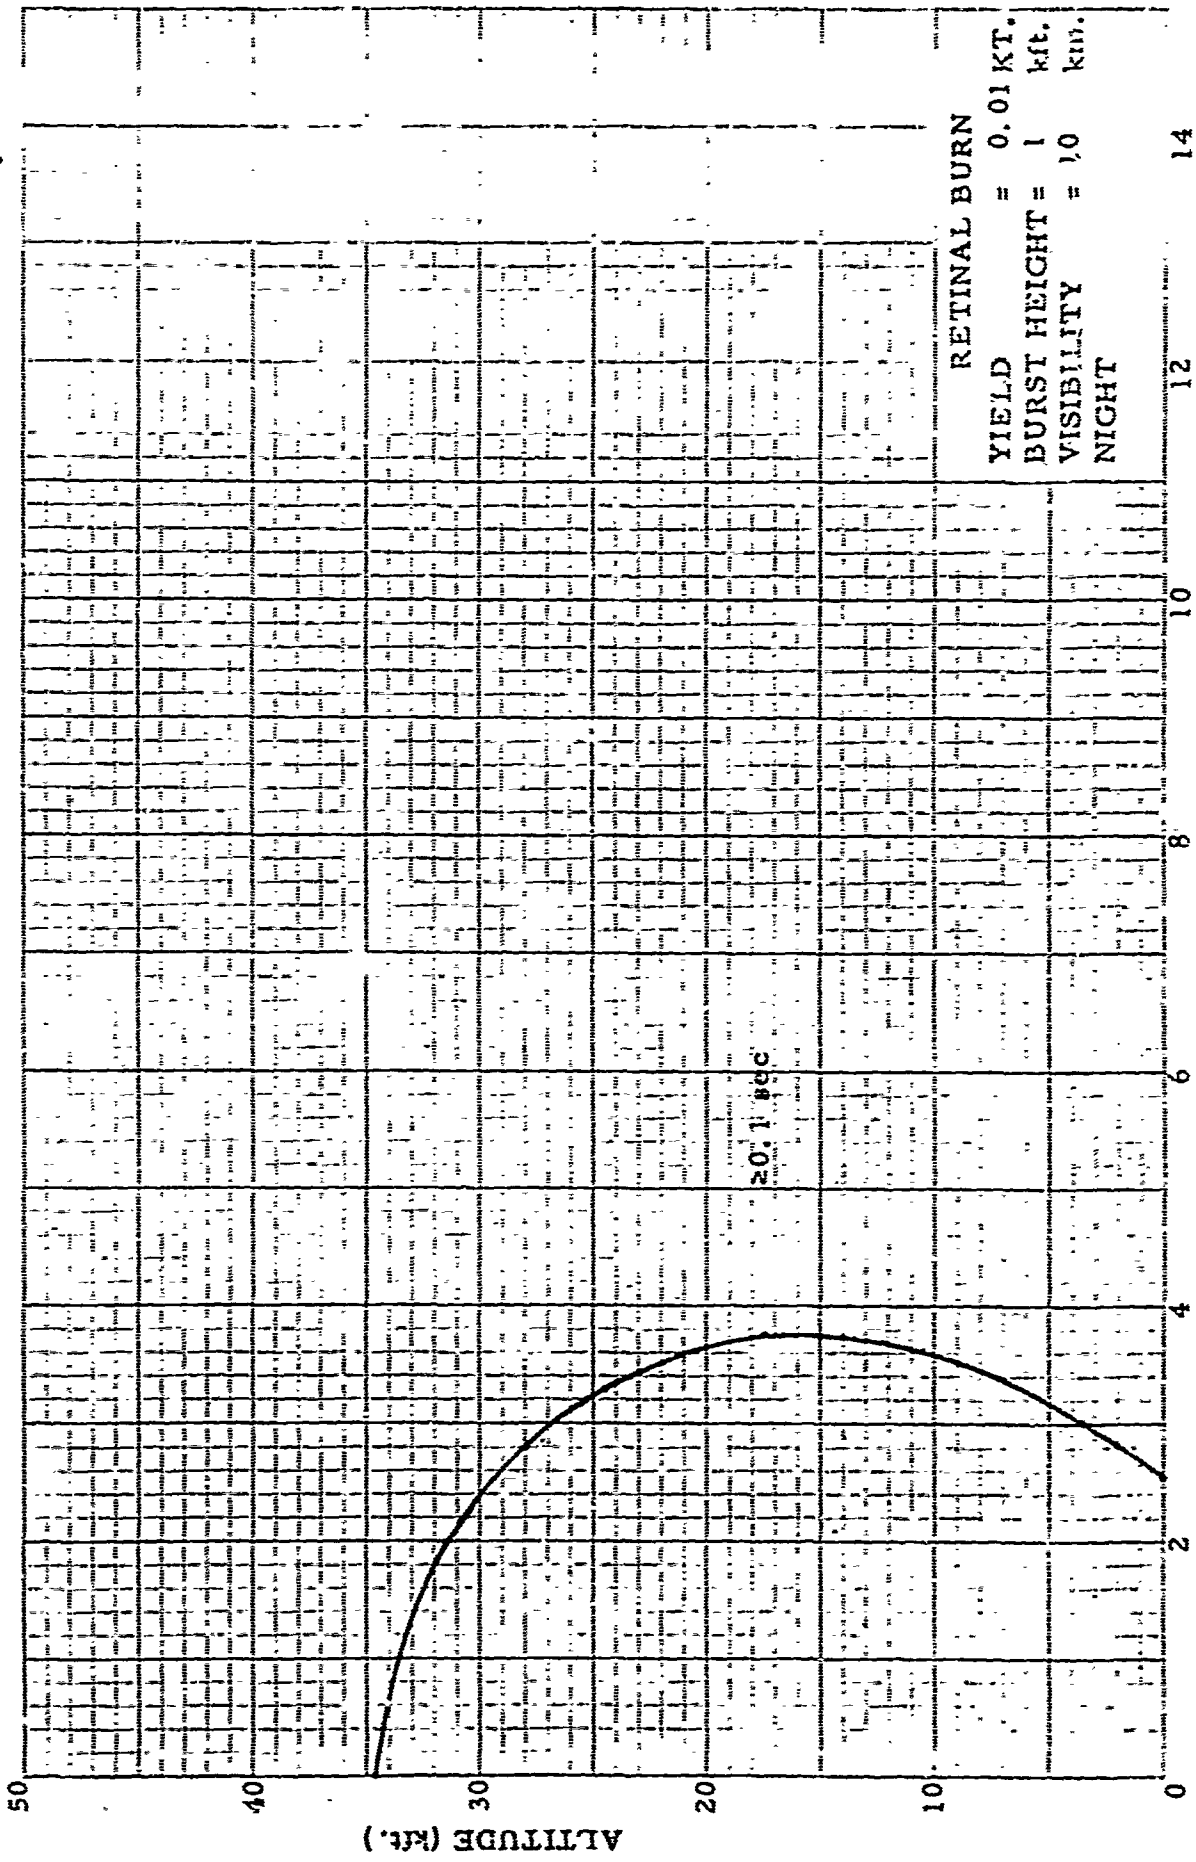 50
40
30
20
10
0
ALTITUDE (kft.)
≥0.1 sec
RETINAL BURN
YIELD = 0.01 KT.
BURST HEIGHT = 1 kft.
VISIBILITY = 10 km.
NIGHT
2
4
6
8
10
12
14